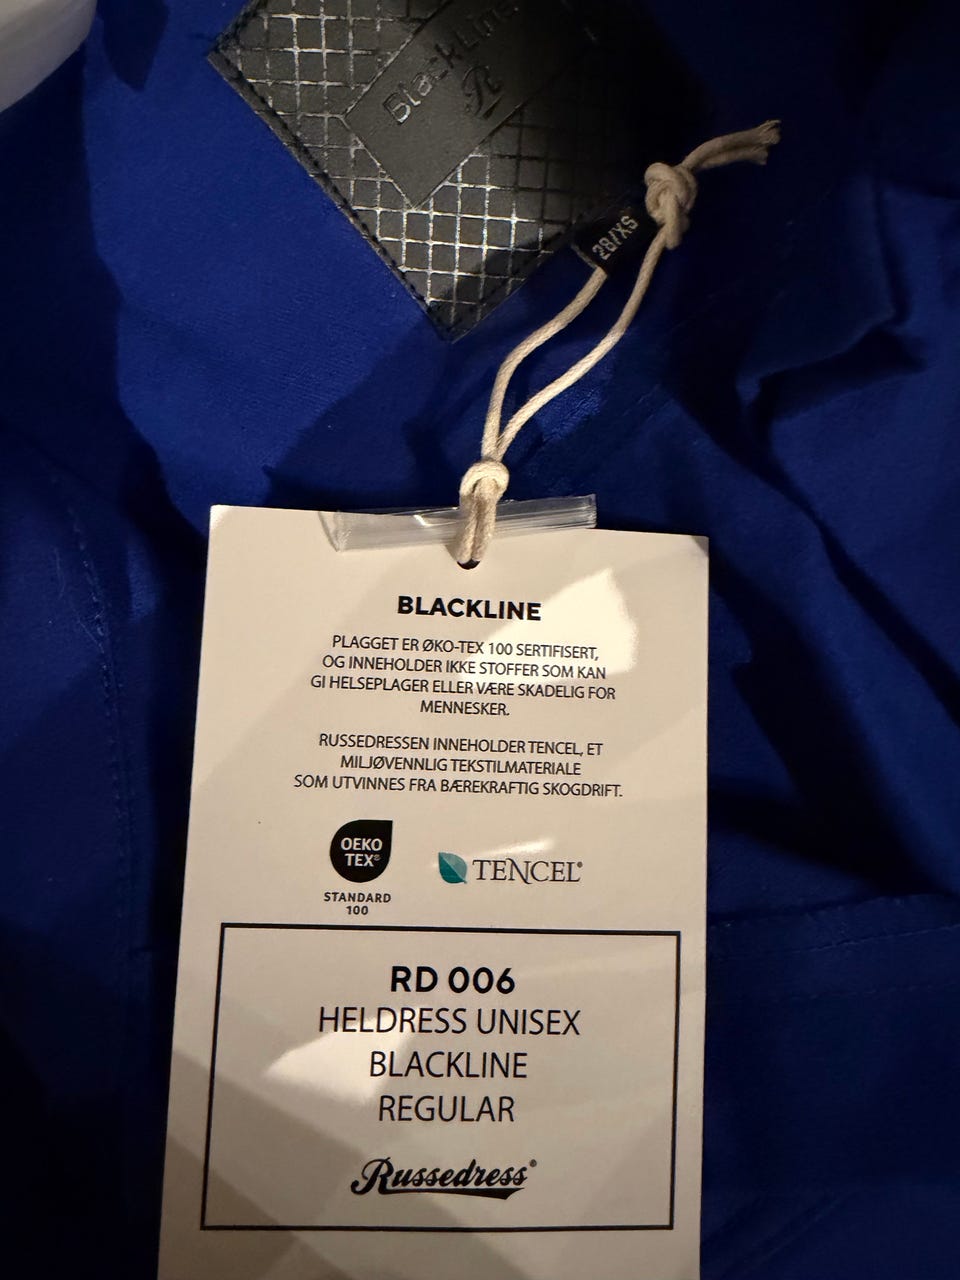 BlackLine
R
28/XS
BLACKLINE
PLAGGET ER ØKO-TEX 100 SERTIFISERT,
OG INNEHOLDER IKKE STOFFER SOM KAN
GI HELSEPLAGER ELLER VÆRE SKADELIG FOR
MENNESKER.
RUSSEDRESSEN INNEHOLDER TENCEL, ET
MILJØVENNLIG TEKSTILMATERIALE
SOM UTVINNES FRA BÆREKRAFTIG SKOGDRIFT.
OEKO
TEX®
STANDARD
100
TENCEL®
RD 006
HELDRESS UNISEX
BLACKLINE
REGULAR
Russedress®